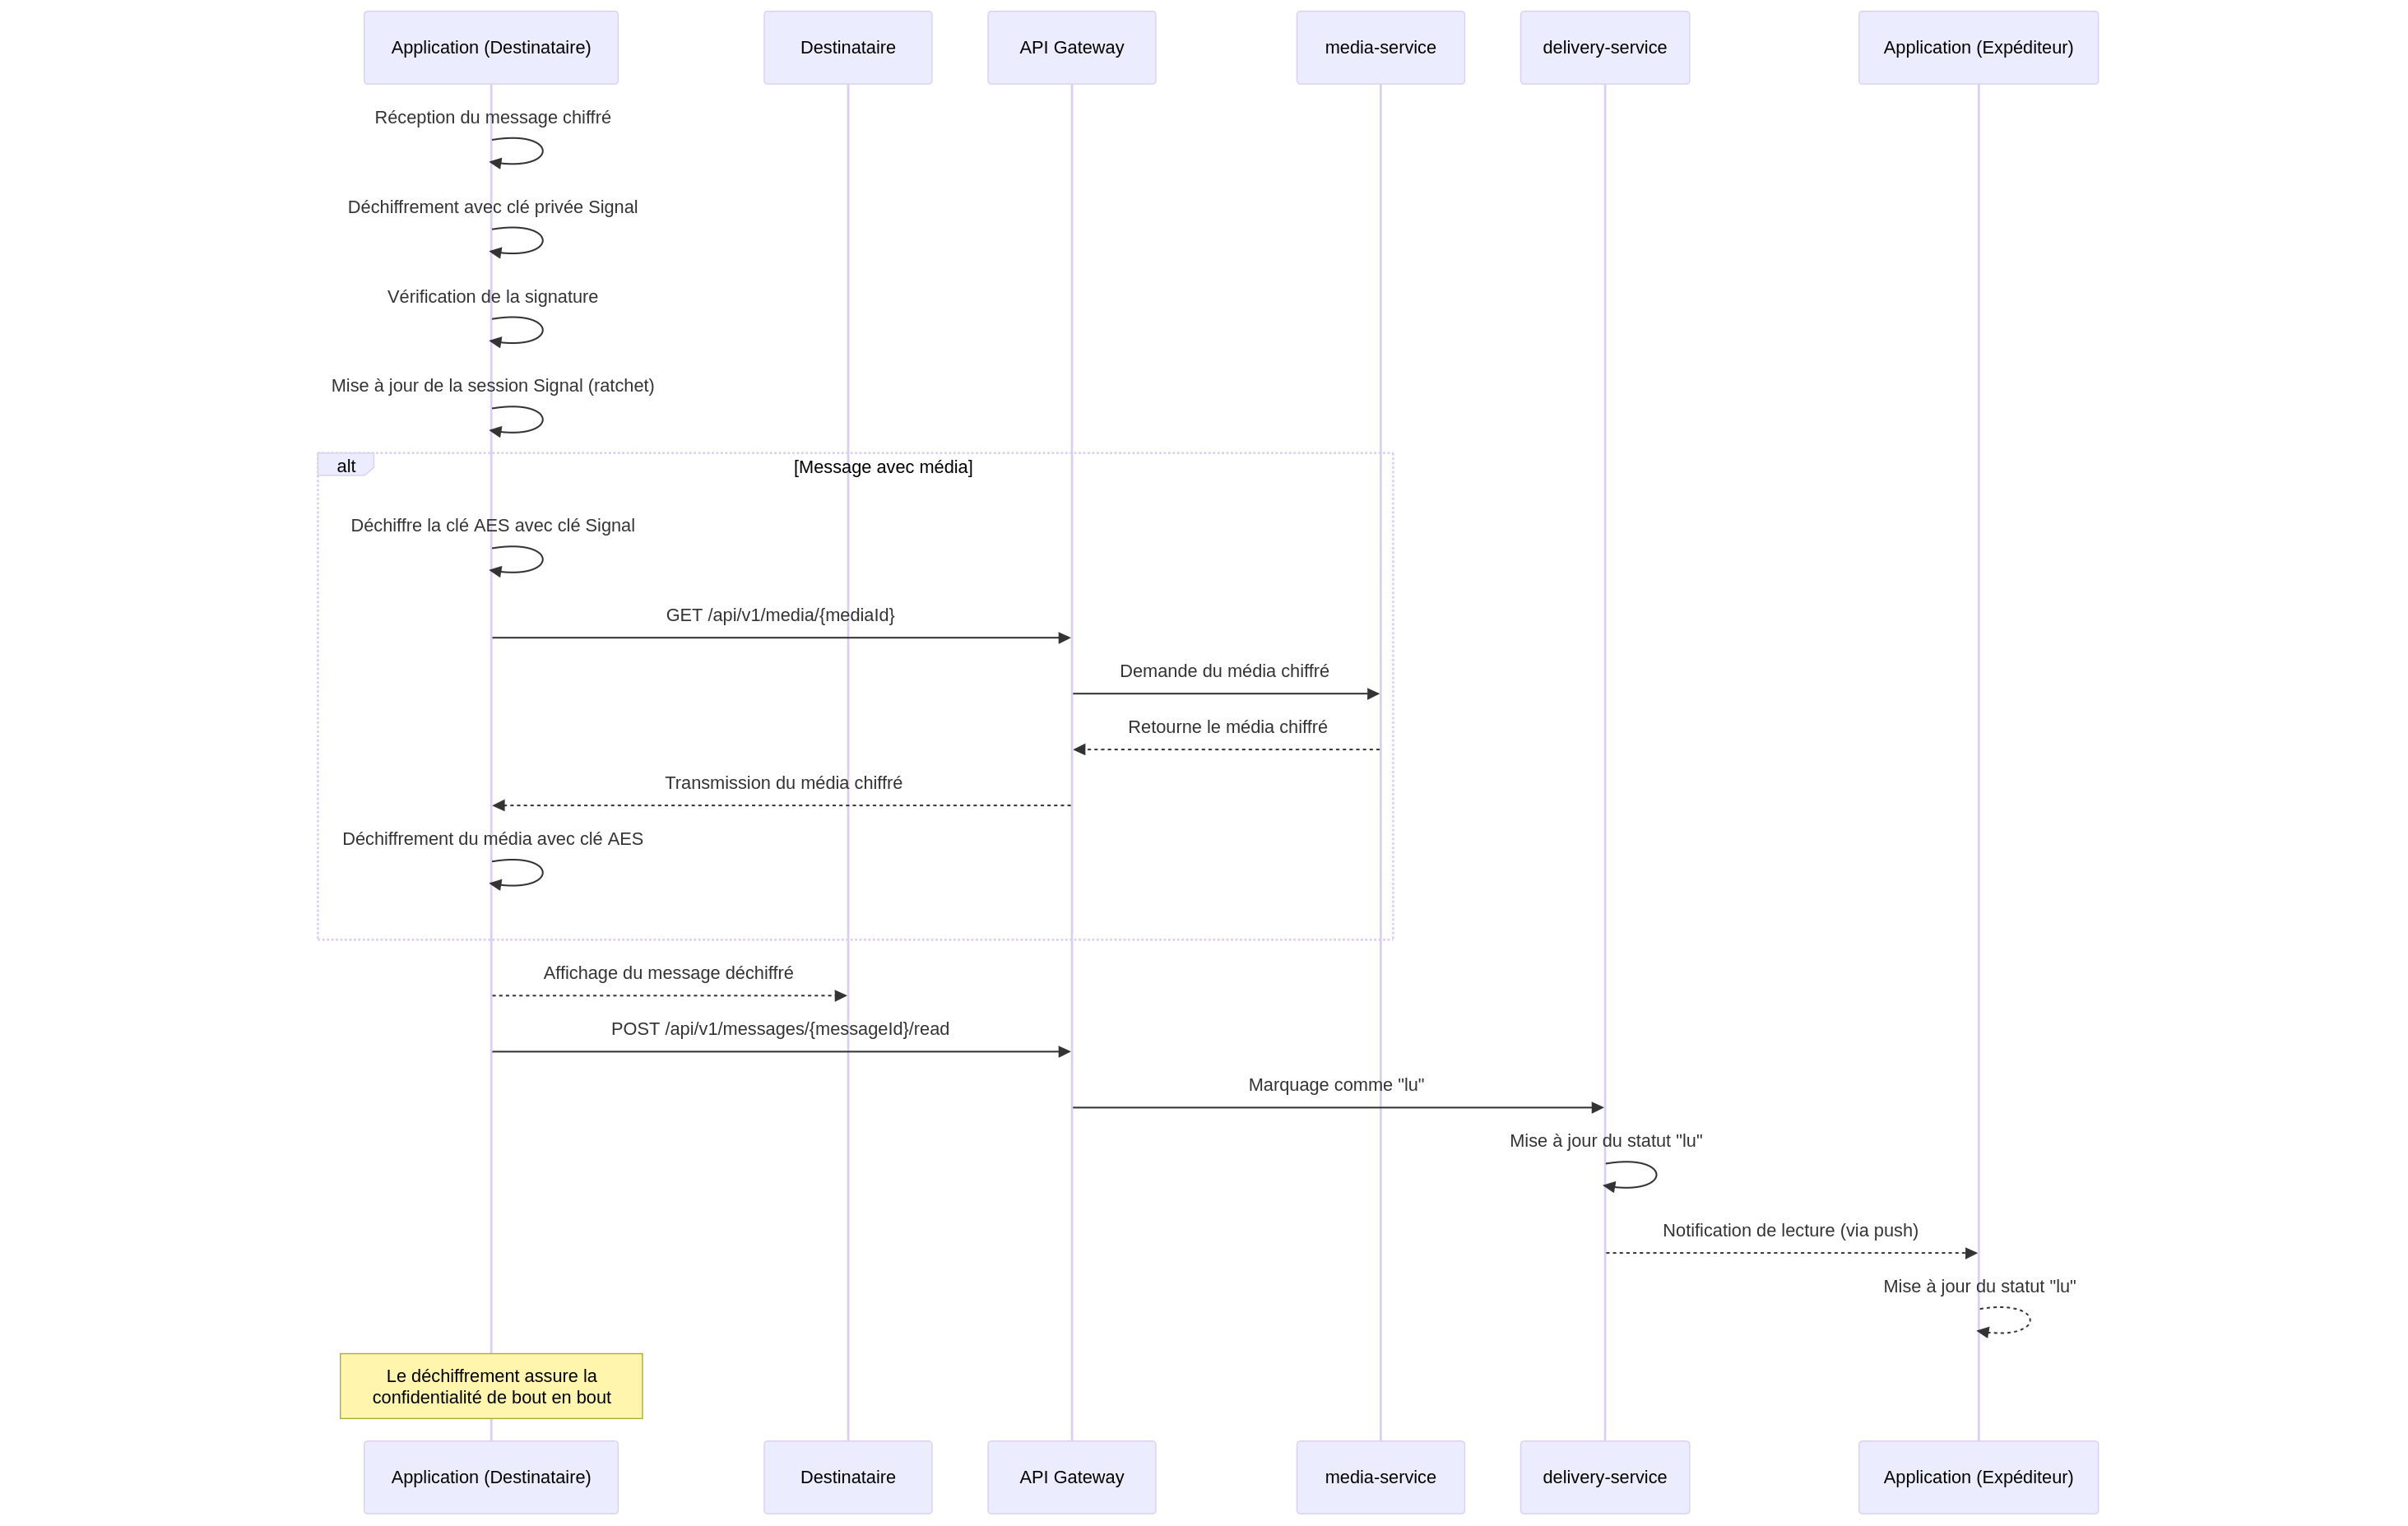 Application (Destinataire)
Destinataire
API Gateway
media-service
delivery-service
Application (Expéditeur)
Réception du message chiffré
Déchiffrement avec clé privée Signal
Vérification de la signature
Mise à jour de la session Signal (ratchet)
alt
[Message avec média]
Déchiffre la clé AES avec clé Signal
GET /api/v1/media/{mediaId}
Demande du média chiffré
Retourne le média chiffré
Transmission du média chiffré
Déchiffrement du média avec clé AES
Affichage du message déchiffré
POST /api/v1/messages/{messageId}/read
Marquage comme "lu"
Mise à jour du statut "lu"
Notification de lecture (via push)
Mise à jour du statut "lu"
Le déchiffrement assure la
confidentialité de bout en bout
Application (Destinataire)
Destinataire
API Gateway
media-service
delivery-service
Application (Expéditeur)